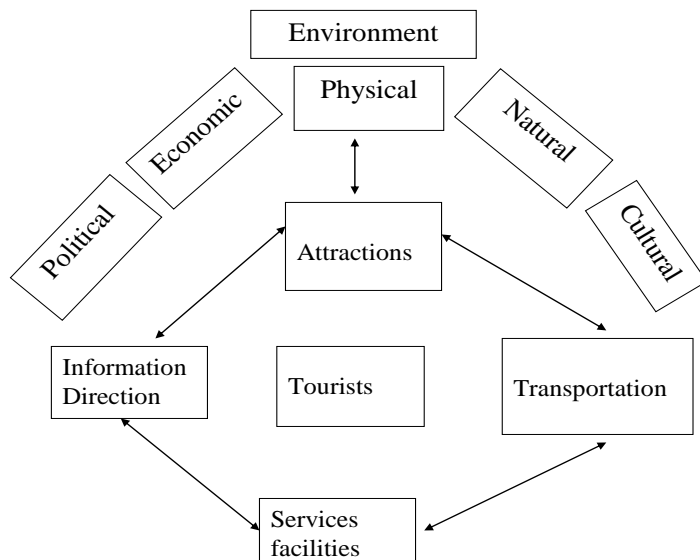 Environment
Physical
Economic
Natural
Political
Cultural
Attractions
Information
Direction
Tourists
Transportation
Services
facilities